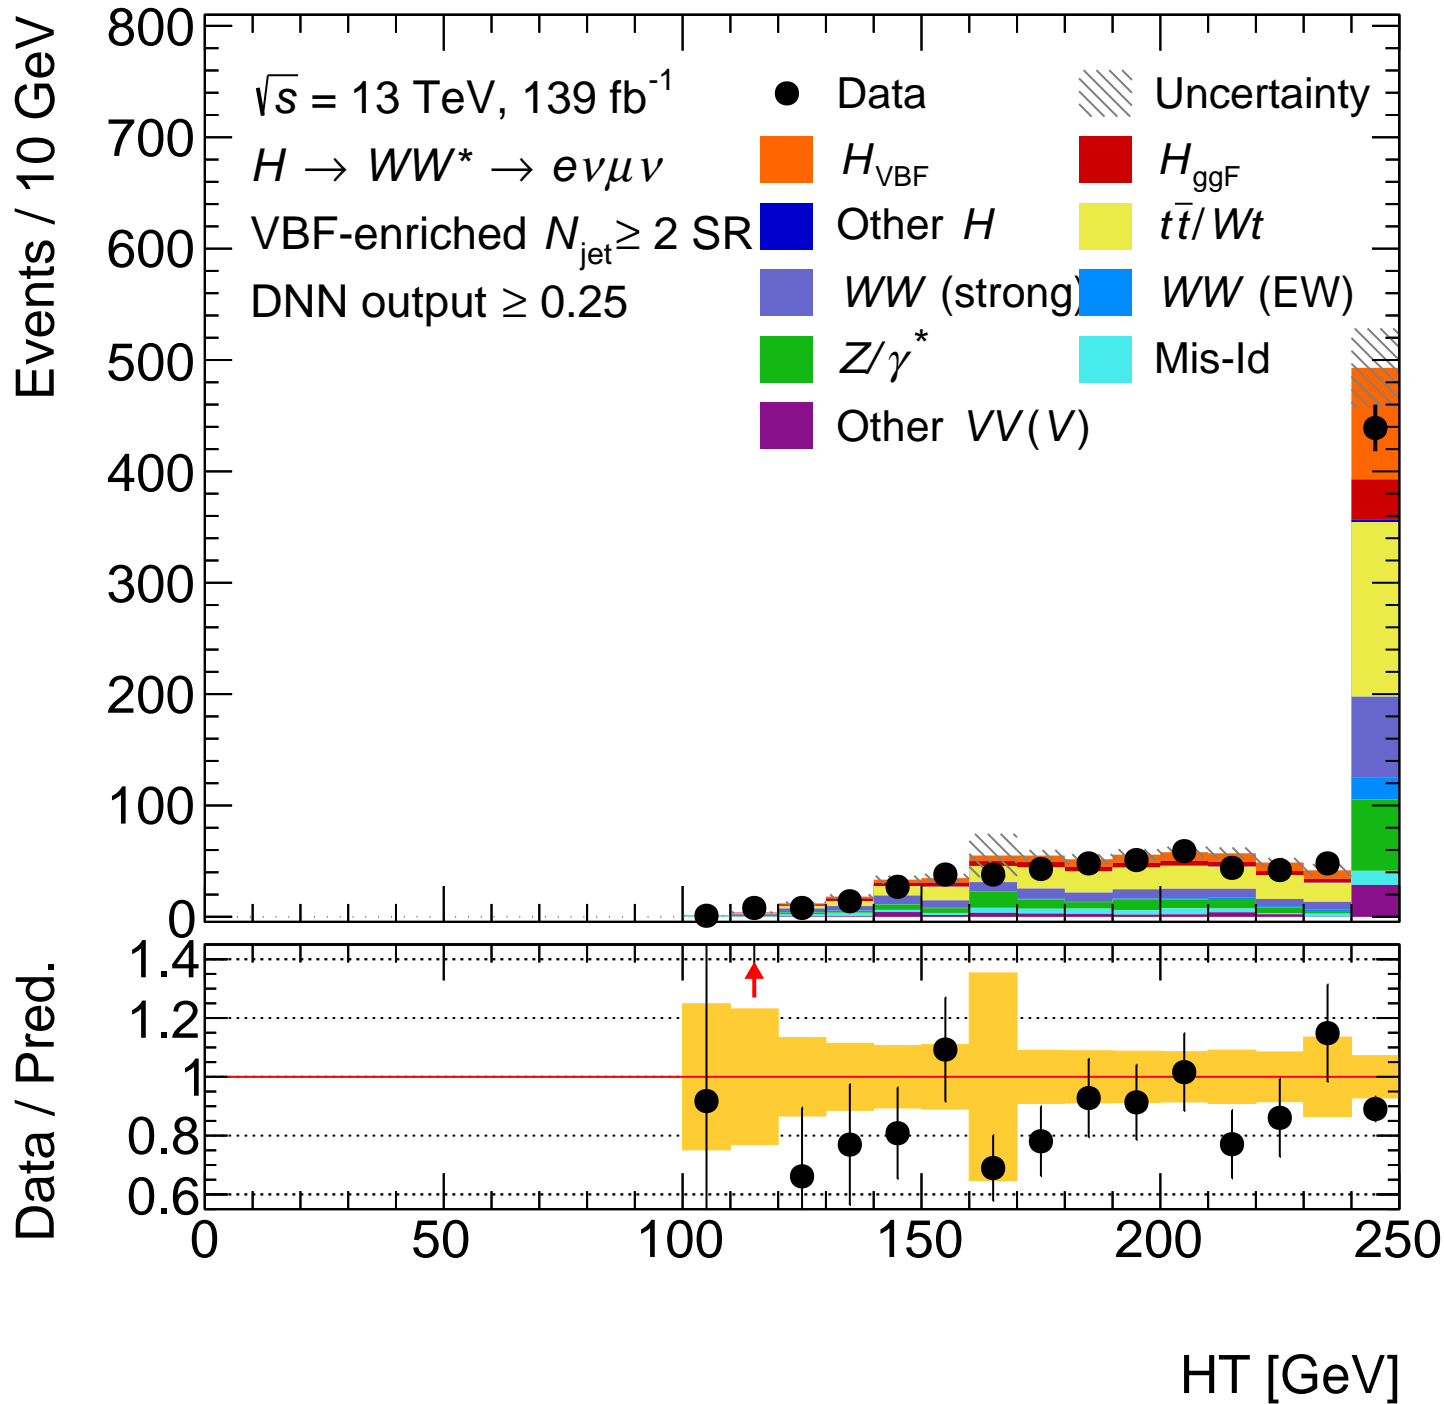 Events / 10 GeV
800
700
600
500
400
300
200
100
0
√s = 13 TeV, 139 fb⁻¹
H → WW* → eνμν
VBF-enriched N_jet ≥ 2 SR
DNN output ≥ 0.25
Data
Uncertainty
H_VBF
H_ggF
Other H
tt̄/Wt
WW (strong)
WW (EW)
Z/γ*
Mis-Id
Other VV(V)
Data / Pred.
1.4
1.2
1
0.8
0.6
0 50 100 150 200 250
HT [GeV]